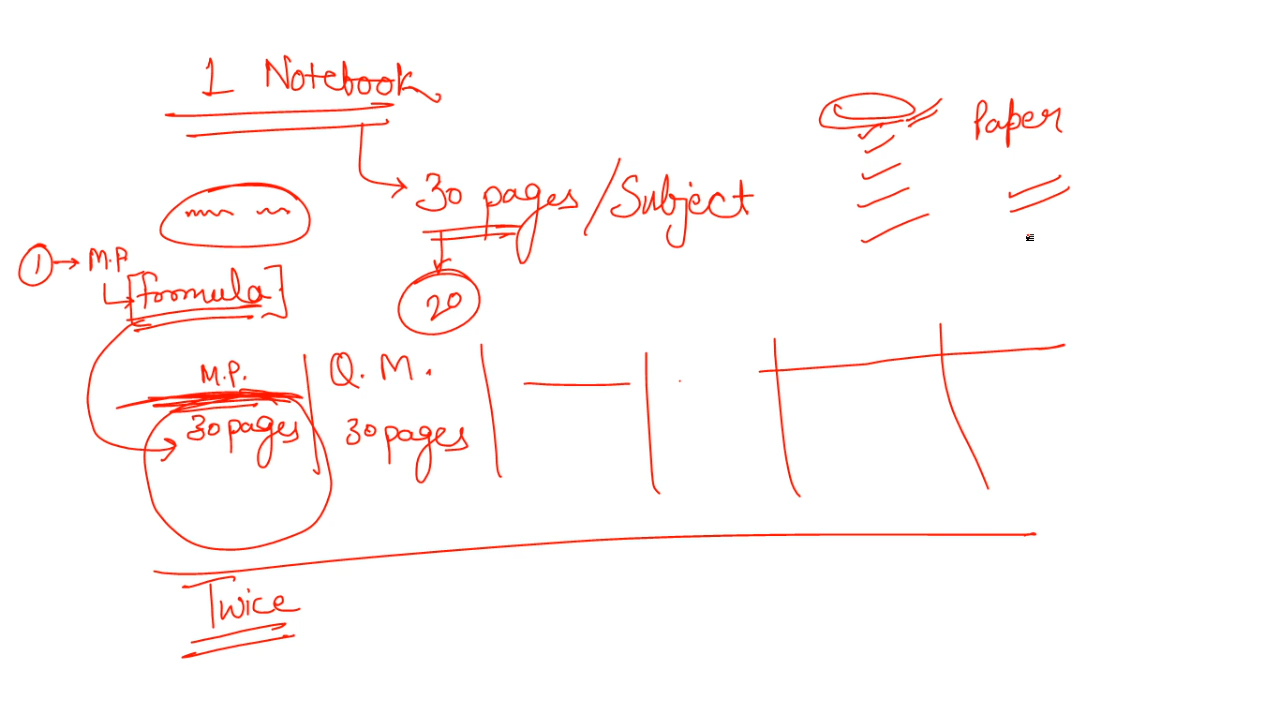 1 Notebook
Paper
30 pages / Subject
1 → M.P
[Formula]
20
M.P. Q. M.
30 pages 30 pages
Twice